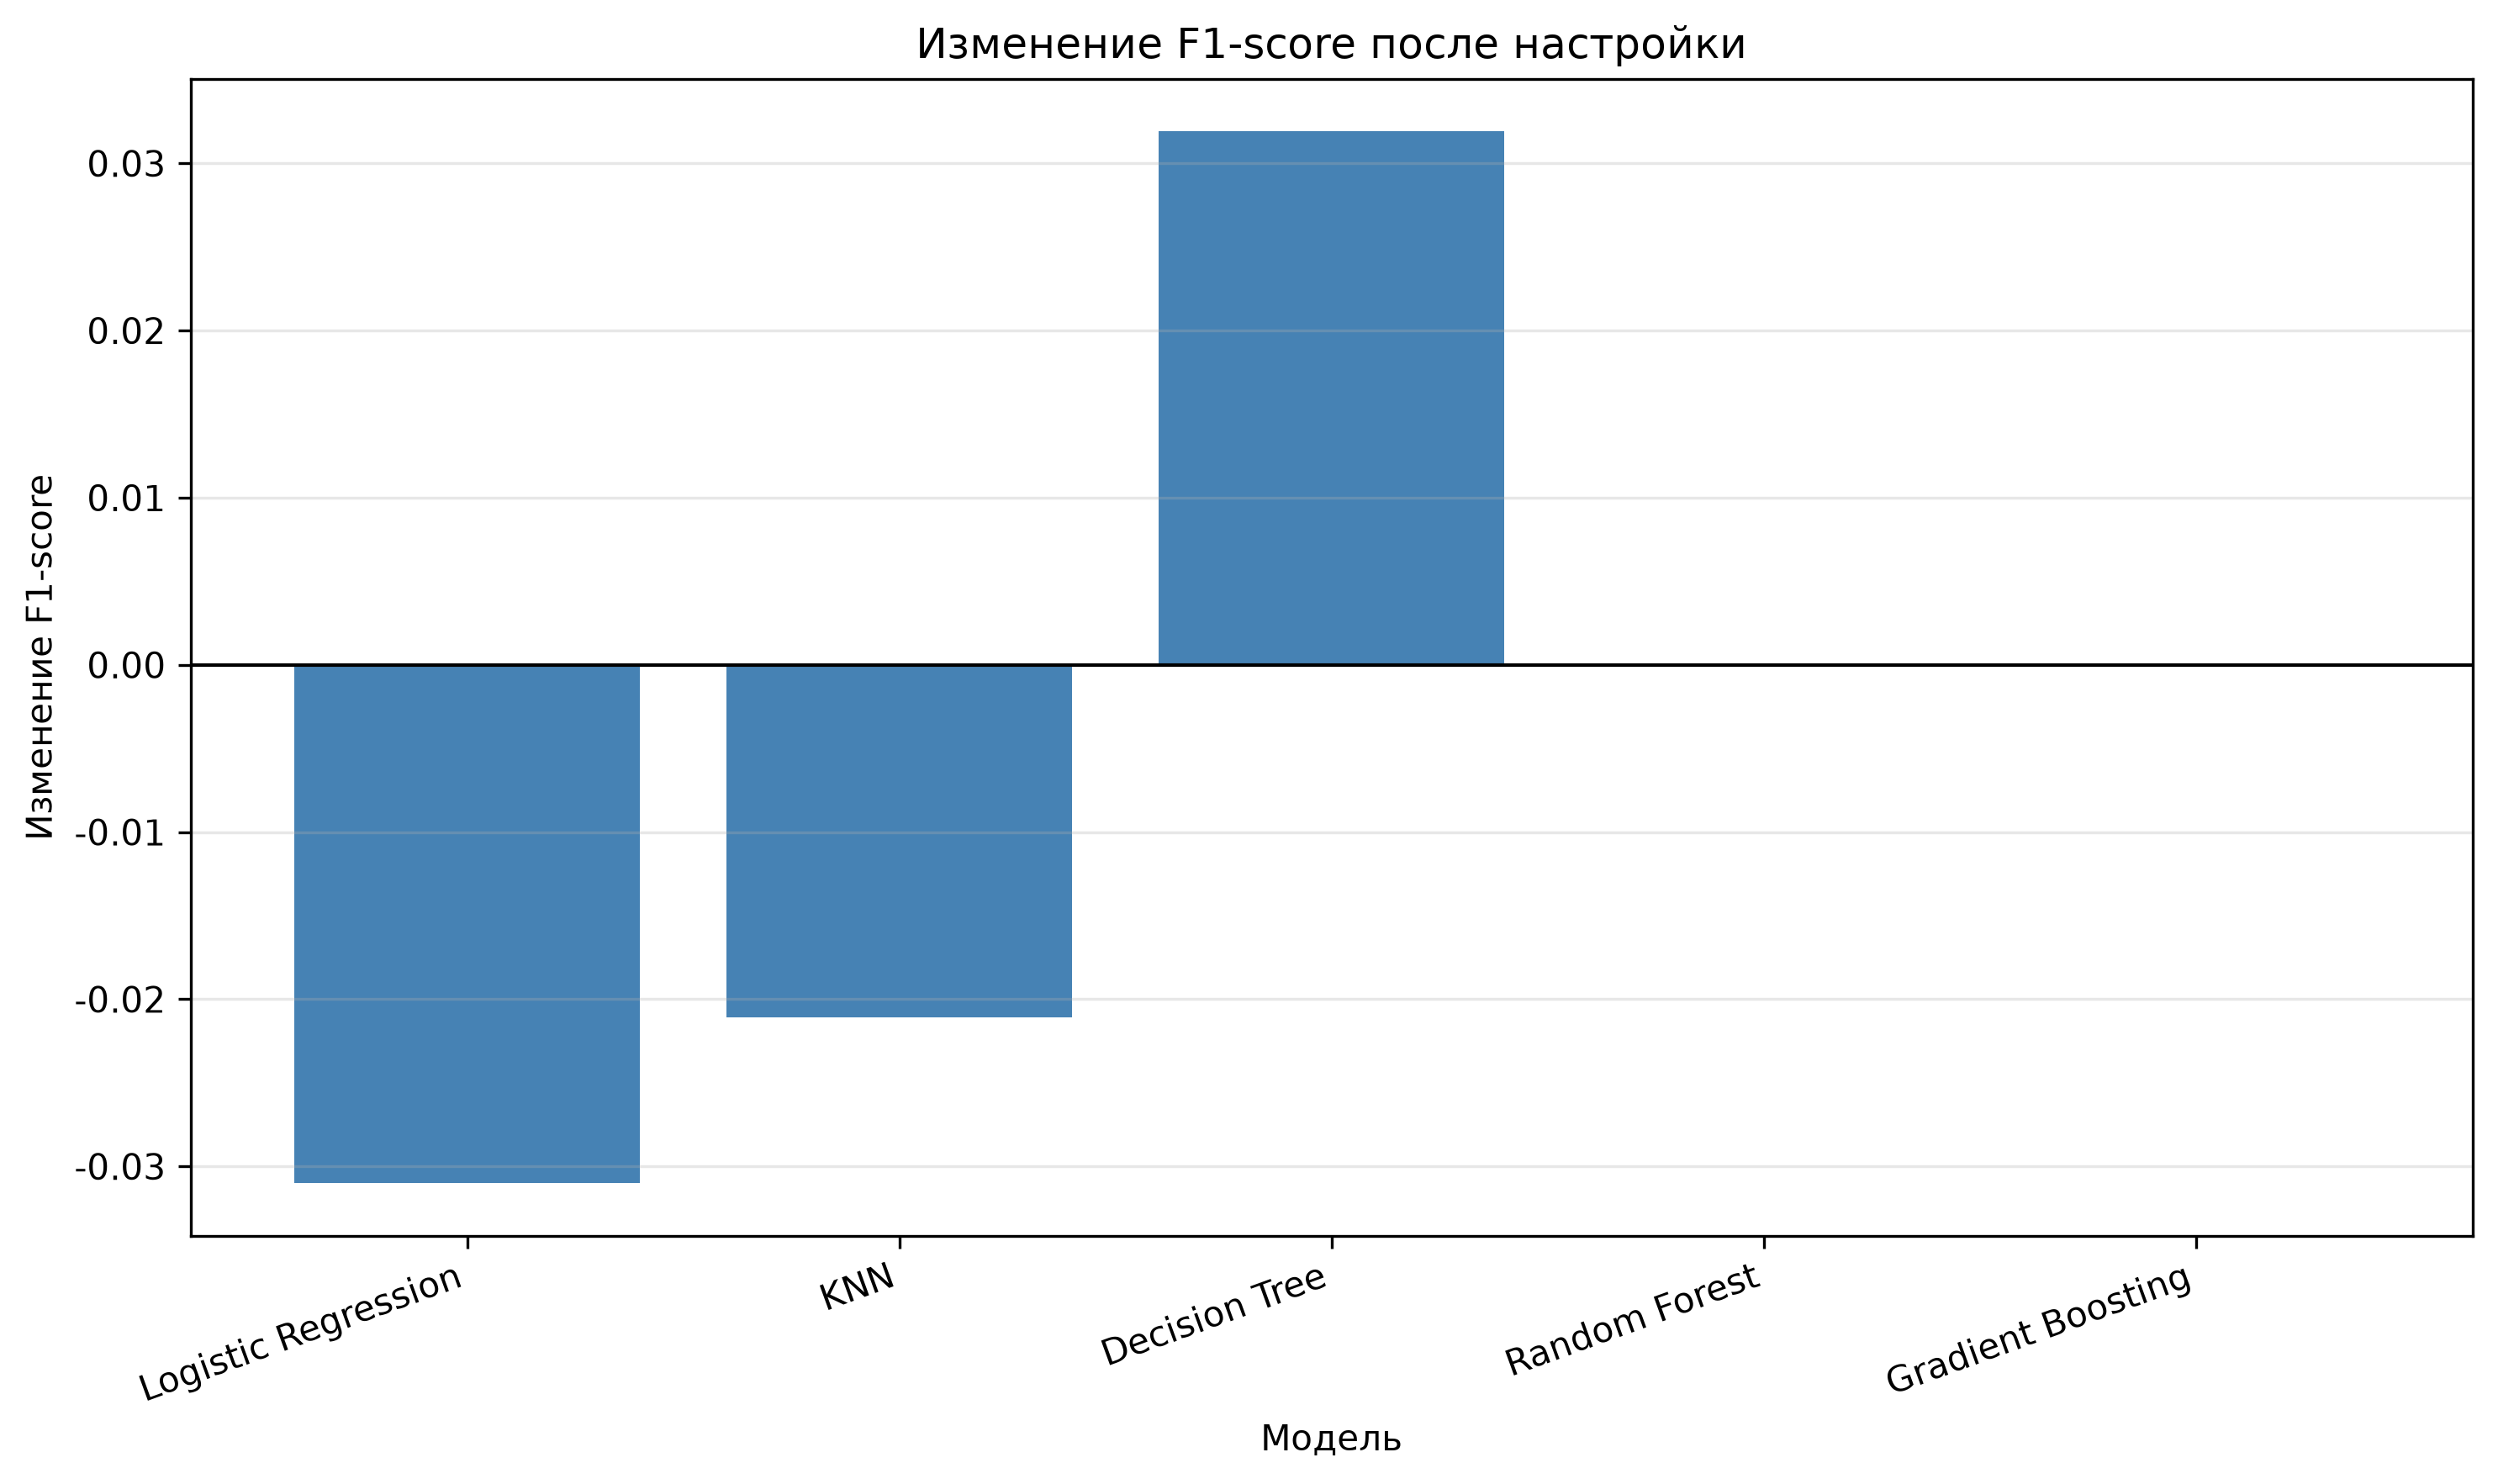 Изменение F1-score после настройки
Изменение F1-score
0.03
0.02
0.01
0.00
-0.01
-0.02
-0.03
Logistic Regression
KNN
Decision Tree
Random Forest
Gradient Boosting
Модель